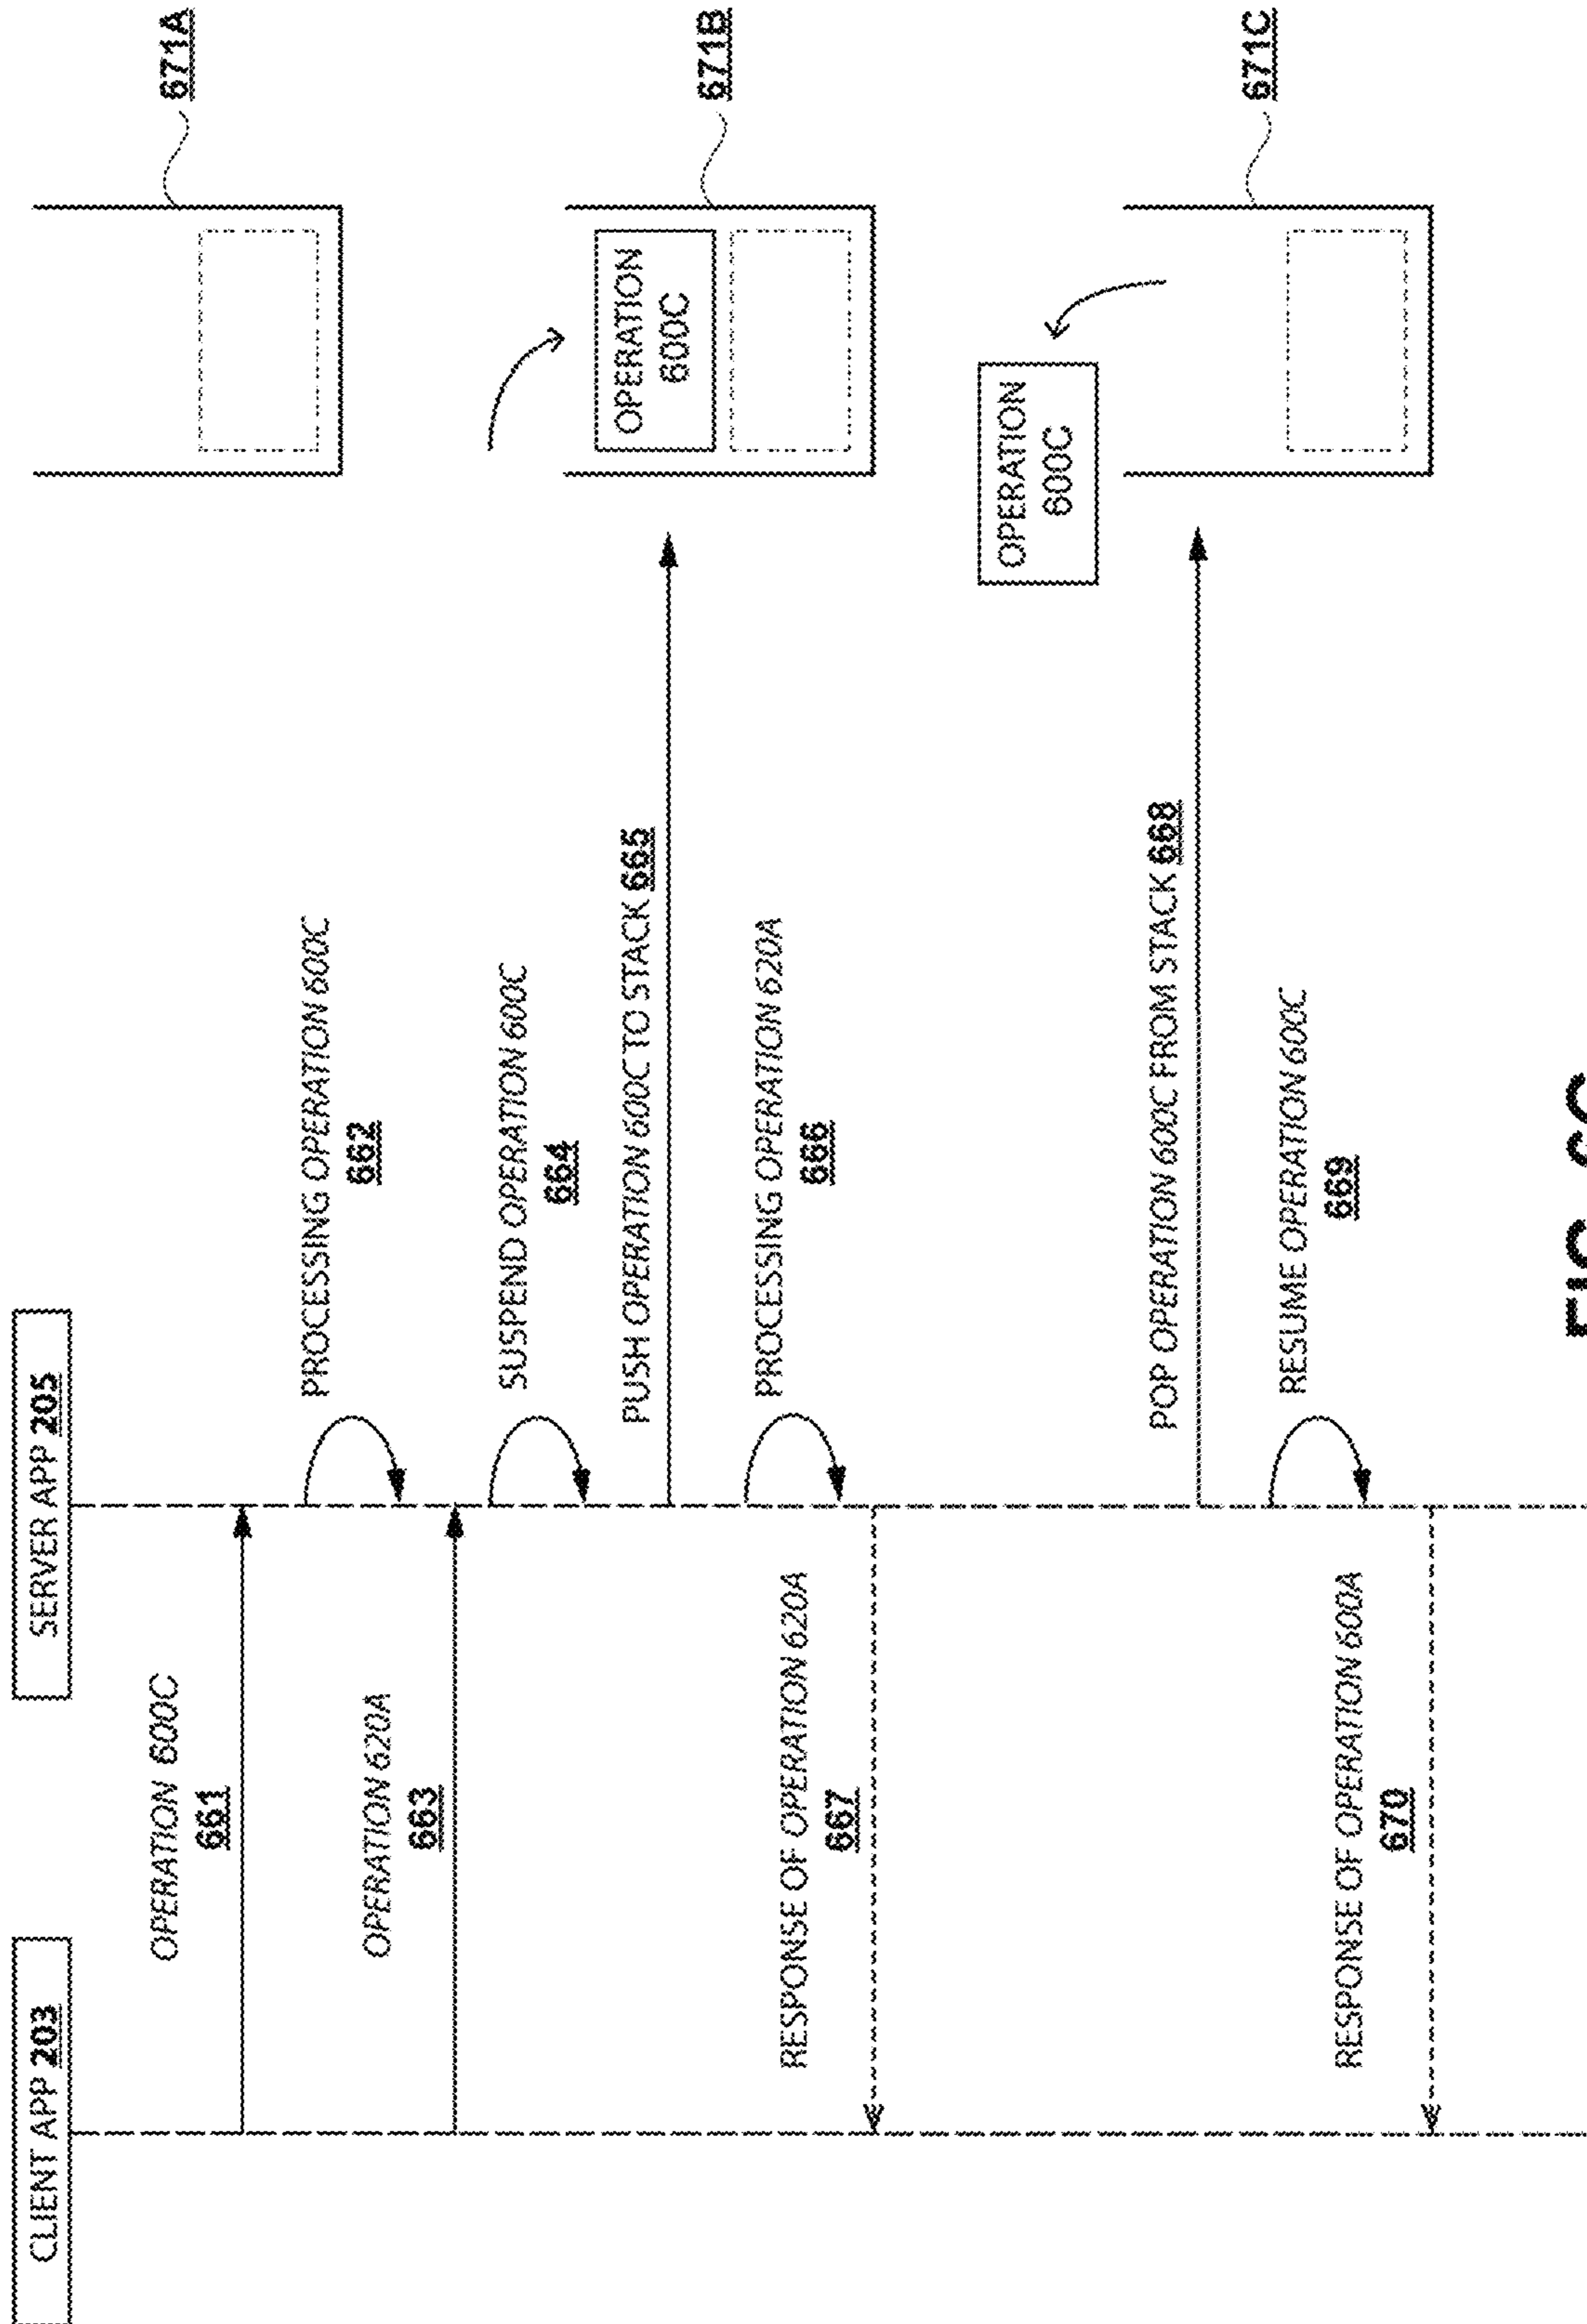 CLIENT APP 203
SERVER APP 205
OPERATION 600C
661
671A
PROCESSING OPERATION 600C
662
OPERATION 620A
663
SUSPEND OPERATION 600C
664
PUSH OPERATION 600C TO STACK 665
OPERATION
600C
671B
PROCESSING OPERATION 620A
666
RESPONSE OF OPERATION 620A
667
OPERATION
600C
POP OPERATION 600C FROM STACK 668
671C
RESUME OPERATION 600C
669
RESPONSE OF OPERATION 600A
670